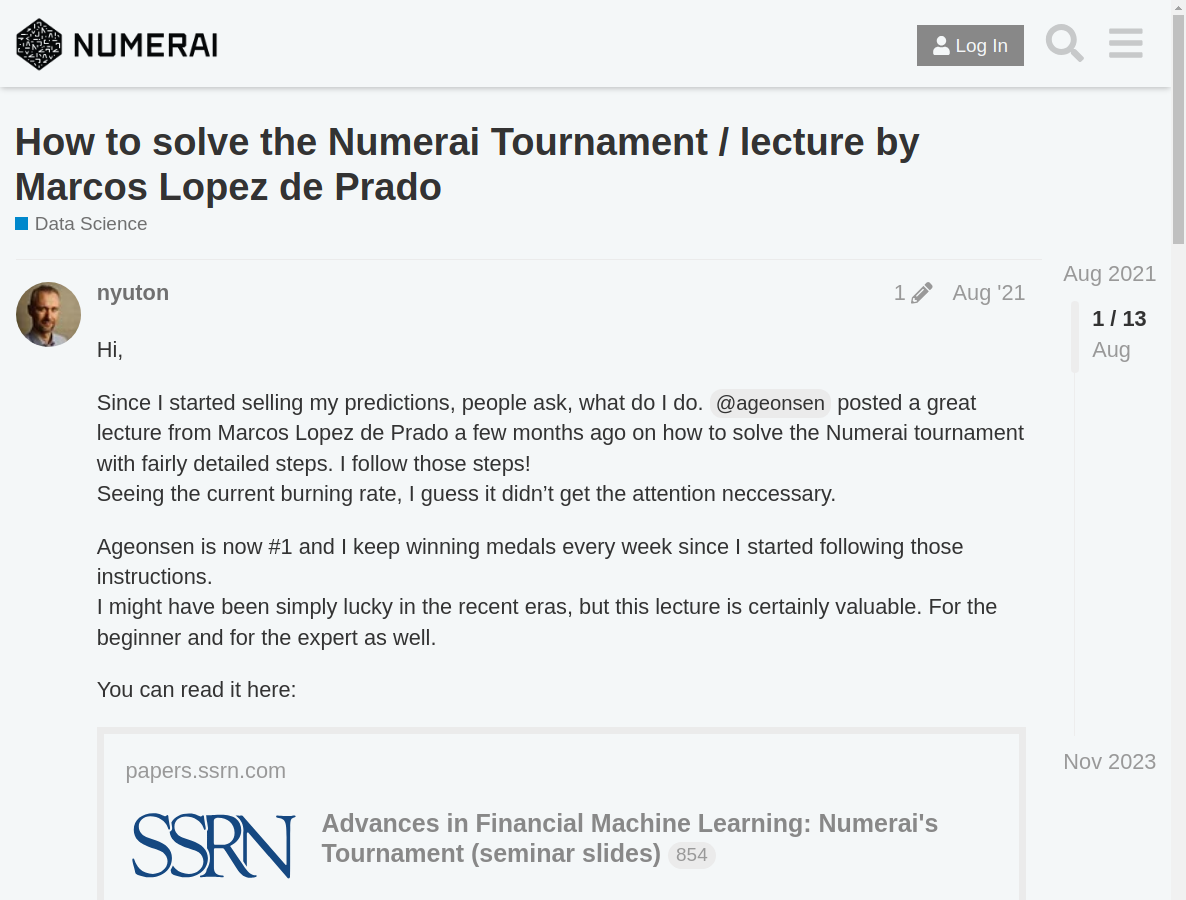 NUMERAI
Log In
How to solve the Numerai Tournament / lecture by
Marcos Lopez de Prado
Data Science
Aug 2021
nyuton
1
Aug '21
1 / 13
Aug
Hi,
Since I started selling my predictions, people ask, what do I do. @ageonsen posted a great
lecture from Marcos Lopez de Prado a few months ago on how to solve the Numerai tournament
with fairly detailed steps. I follow those steps!
Seeing the current burning rate, I guess it didn’t get the attention neccessary.
Ageonsen is now #1 and I keep winning medals every week since I started following those
instructions.
I might have been simply lucky in the recent eras, but this lecture is certainly valuable. For the
beginner and for the expert as well.
You can read it here:
Nov 2023
papers.ssrn.com
SSRN
Advances in Financial Machine Learning: Numerai's
Tournament (seminar slides) 854